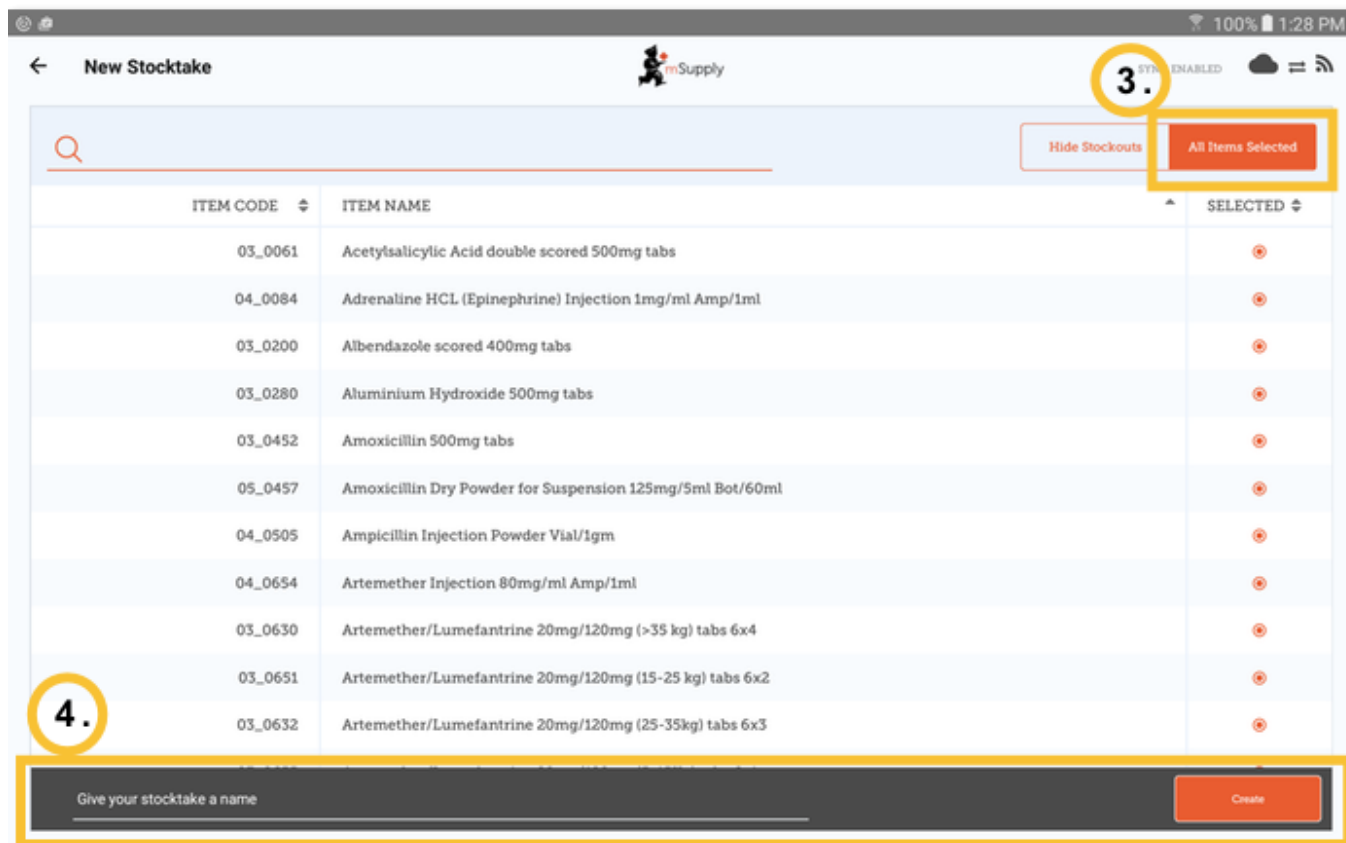 100% 1:28 PM
New Stocktake
mSupply
ENABLED
3.
Hide Stockouts
All Items Selected
ITEM CODE ITEM NAME SELECTED
03_0061 Acetylsalicylic Acid double scored 500mg tabs
04_0084 Adrenaline HCL (Epinephrine) Injection 1mg/ml Amp/1ml
03_0200 Albendazole scored 400mg tabs
03_0280 Aluminium Hydroxide 500mg tabs
03_0452 Amoxicillin 500mg tabs
05_0457 Amoxicillin Dry Powder for Suspension 125mg/5ml Bot/60ml
04_0505 Ampicillin Injection Powder Vial/1gm
04_0654 Artemether Injection 80mg/ml Amp/1ml
03_0630 Artemether/Lumefantrine 20mg/120mg (>35 kg) tabs 6x4
03_0651 Artemether/Lumefantrine 20mg/120mg (15-25 kg) tabs 6x2
4.
03_0632 Artemether/Lumefantrine 20mg/120mg (25-35kg) tabs 6x3
Give your stocktake a name
Create